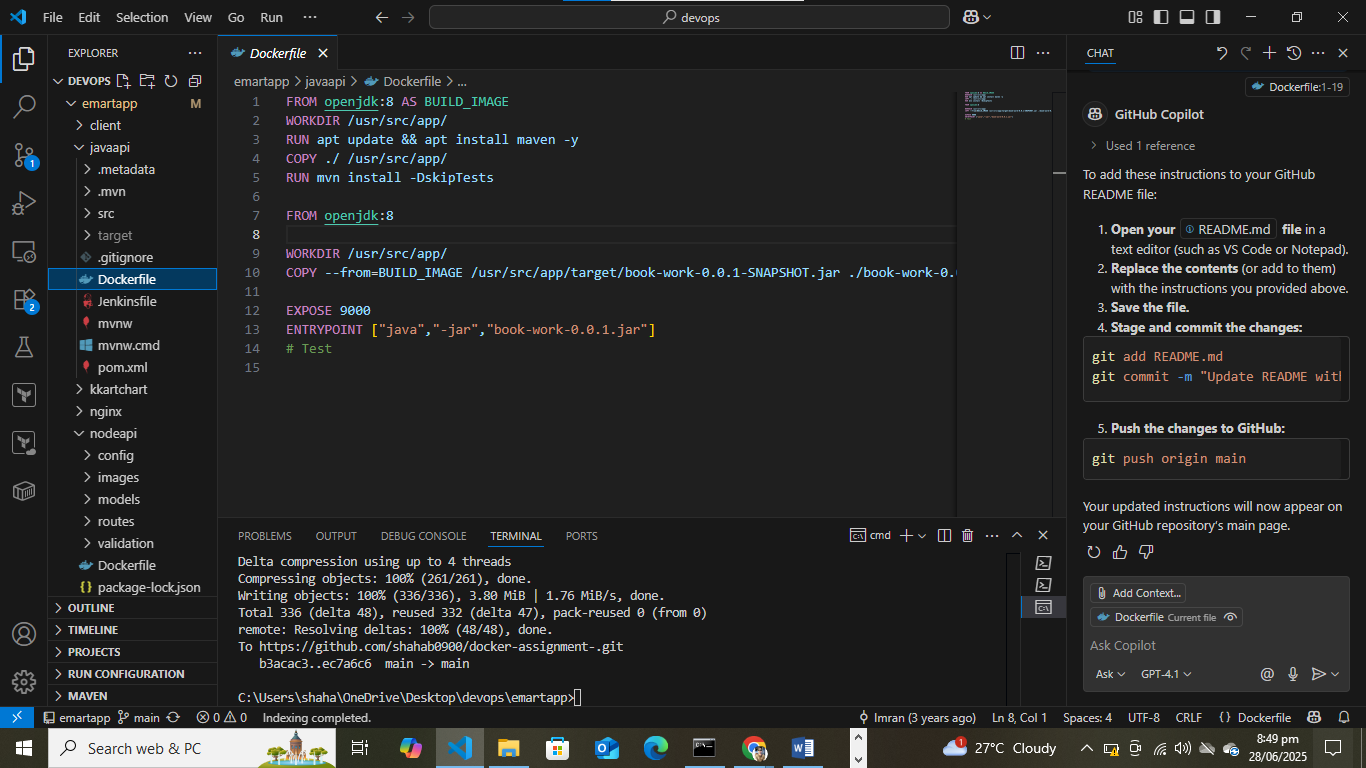 File Edit Selection View Go Run ··· devops
EXPLORER ···
DEVOPS
emartapp M
client
javaapi
.metadata
.mvn
src
target
.gitignore
Dockerfile
Jenkinsfile
mvnw
mvnw.cmd
pom.xml
kkartchart
nginx
nodeapi
config
images
models
routes
validation
Dockerfile
{} package-lock.json
OUTLINE
TIMELINE
PROJECTS
RUN CONFIGURATION
MAVEN
1
2
2
Dockerfile ×
emartapp > javaapi > Dockerfile > ...
1 FROM openjdk:8 AS BUILD_IMAGE
2 WORKDIR /usr/src/app/
3 RUN apt update && apt install maven -y
4 COPY ./ /usr/src/app/
5 RUN mvn install -DskipTests
6
7 FROM openjdk:8
8
9 WORKDIR /usr/src/app/
10 COPY --from=BUILD_IMAGE /usr/src/app/target/book-work-0.0.1-SNAPSHOT.jar ./book-work-0.
11
12 EXPOSE 9000
13 ENTRYPOINT ["java","-jar","book-work-0.0.1.jar"]
14 # Test
15
PROBLEMS OUTPUT DEBUG CONSOLE TERMINAL PORTS cmd
Delta compression using up to 4 threads
Compressing objects: 100% (261/261), done.
Writing objects: 100% (336/336), 3.80 MiB | 1.76 MiB/s, done.
Total 336 (delta 48), reused 332 (delta 47), pack-reused 0 (from 0)
remote: Resolving deltas: 100% (48/48), done.
To https://github.com/shahab0900/docker-assignment-.git
b3acac3..ec7a6c6 main -> main
C:\Users\shaha\OneDrive\Desktop\devops\emartapp>
CHAT
Dockerfile:1-19
GitHub Copilot
> Used 1 reference
To add these instructions to your GitHub
README file:
1. Open your README.md file in a
text editor (such as VS Code or Notepad).
2. Replace the contents (or add to them)
with the instructions you provided above.
3. Save the file.
4. Stage and commit the changes:
git add README.md
git commit -m "Update README with
5. Push the changes to GitHub:
git push origin main
Your updated instructions will now appear on
your GitHub repository's main page.
Add Context...
Dockerfile Current file
Ask Copilot
Ask GPT-4.1
emartapp main 0 0 Indexing completed. Imran (3 years ago) Ln 8, Col 1 Spaces: 4 UTF-8 CRLF {} Dockerfile
Search web & PC 1 27°C Cloudy 8:49 pm
28/06/2025